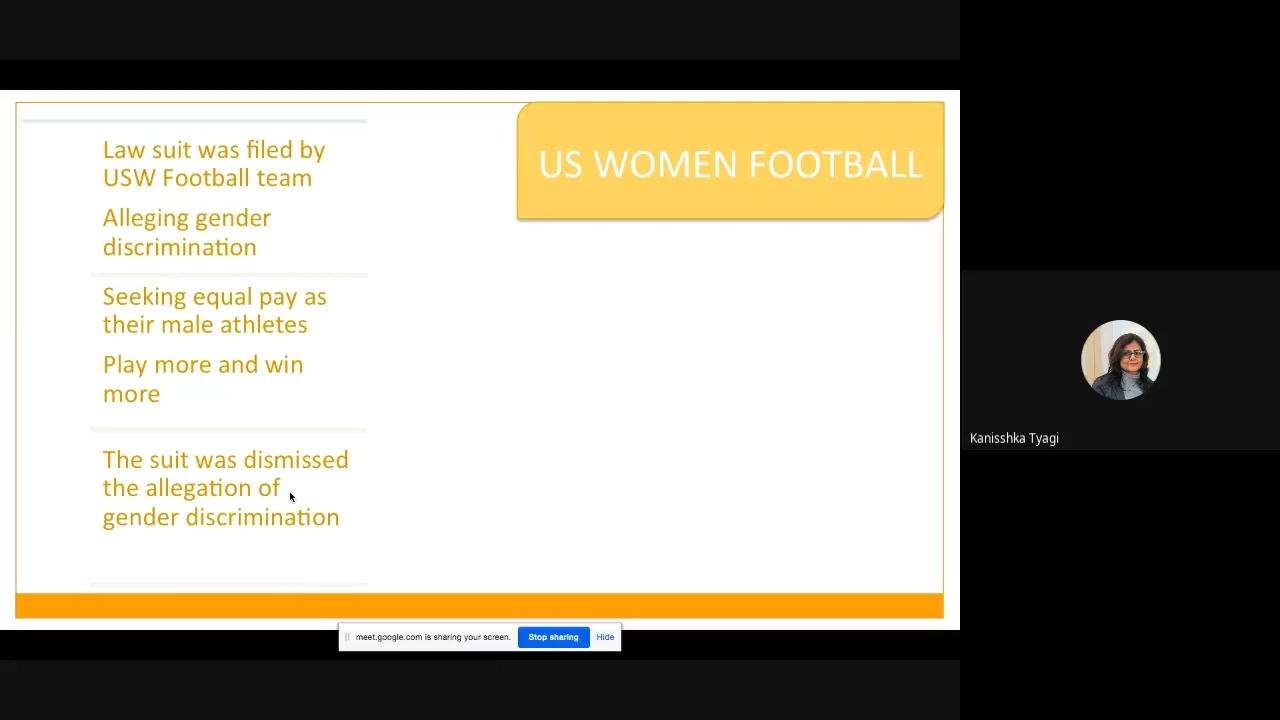 US WOMEN FOOTBALL
Law suit was filed by
USW Football team
Alleging gender
discrimination
Seeking equal pay as
their male athletes
Play more and win
more
The suit was dismissed
the allegation of
gender discrimination
meet.google.com is sharing your screen.
Stop sharing
Hide
Kanisshka Tyagi